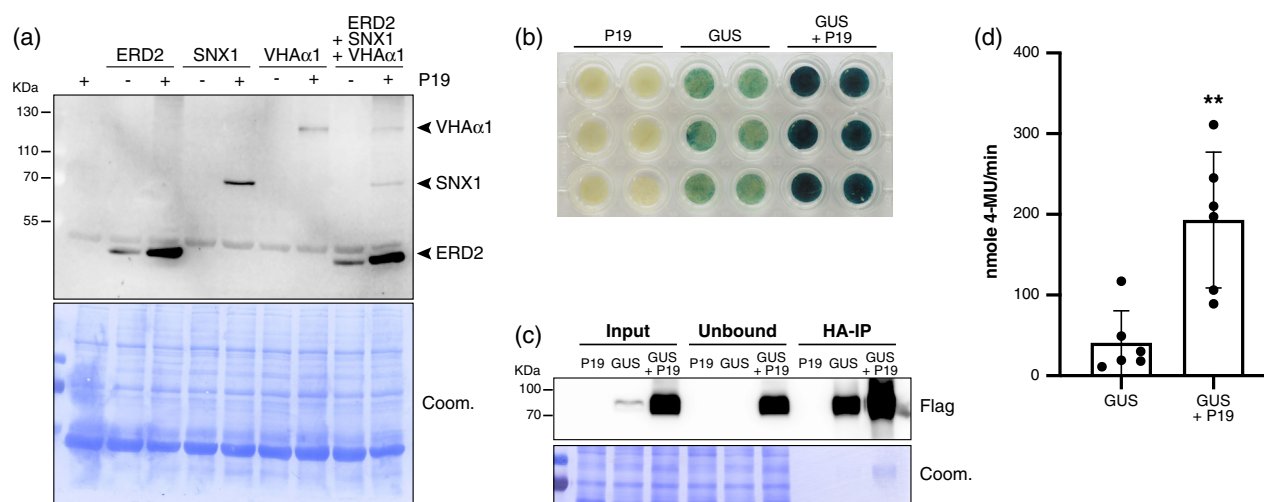 (a)
ERD2
SNX1
VHAα1
ERD2
+ SNX1
+ VHAα1
+ - + - + - + - + P19
KDa
130
110
70
55
VHAα1
SNX1
ERD2
Coom.
(b)
P19 GUS GUS
+ P19
(c)
Input Unbound HA-IP
P19 GUS GUS + P19 P19 GUS GUS + P19 P19 GUS GUS + P19
KDa
100
70
Flag
Coom.
(d)
nmole 4-MU/min
400
300
200
100
0
**
GUS GUS
+ P19